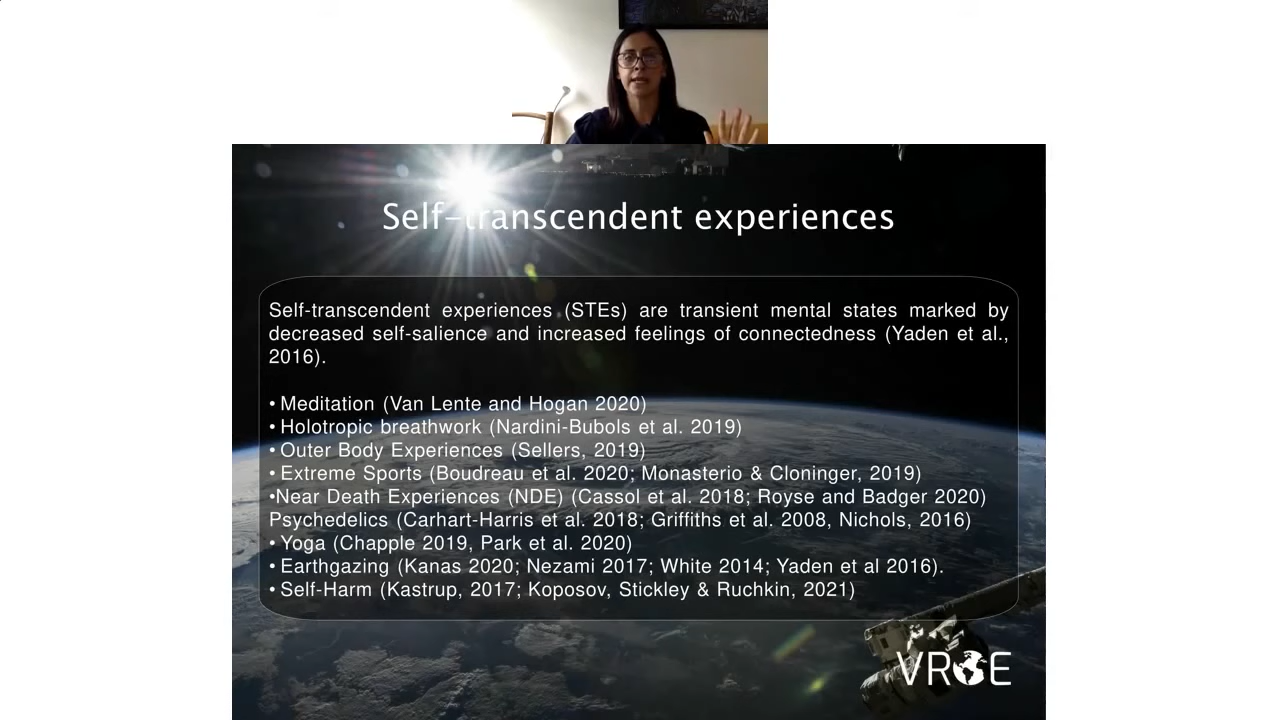 Self-transcendent experiences
Self-transcendent experiences (STEs) are transient mental states marked by
decreased self-salience and increased feelings of connectedness (Yaden et al.,
2016).
• Meditation (Van Lente and Hogan 2020)
• Holotropic breathwork (Nardini-Bubols et al. 2019)
• Outer Body Experiences (Sellers, 2019)
• Extreme Sports (Boudreau et al. 2020; Monasterio & Cloninger, 2019)
•Near Death Experiences (NDE) (Cassol et al. 2018; Royse and Badger 2020)
Psychedelics (Carhart-Harris et al. 2018; Griffiths et al. 2008, Nichols, 2016)
• Yoga (Chapple 2019, Park et al. 2020)
• Earthgazing (Kanas 2020; Nezami 2017; White 2014; Yaden et al 2016).
• Self-Harm (Kastrup, 2017; Koposov, Stickley & Ruchkin, 2021)
VROE